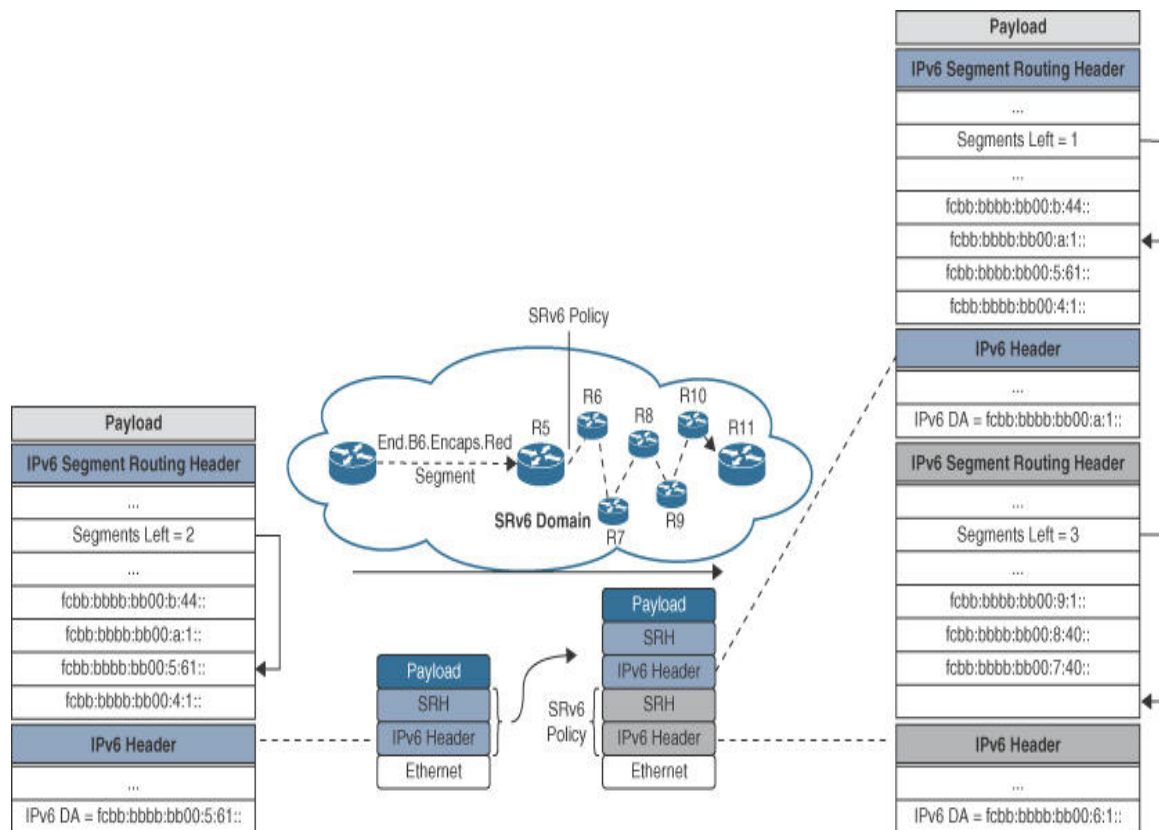 Payload
IPv6 Segment Routing Header
...
Segments Left = 2
...
fcbb:bbbb:bb00:b:44::
fcbb:bbbb:bb00:a:1::
fcbb:bbbb:bb00:5:61::
fcbb:bbbb:bb00:4:1::
IPv6 Header
...
IPv6 DA = fcbb:bbbb:bb00:5:61::
SRv6 Policy
R6
R10
R5
R8
R11
End.B6.Encaps.Red
Segment
SRv6 Domain
R9
R7
Payload
SRH
IPv6 Header
Ethernet
Payload
SRH
IPv6 Header
SRH
IPv6 Header
Ethernet
SRv6
Policy
Payload
IPv6 Segment Routing Header
...
Segments Left = 1
...
fcbb:bbbb:bb00:b:44::
fcbb:bbbb:bb00:a:1::
fcbb:bbbb:bb00:5:61::
fcbb:bbbb:bb00:4:1::
IPv6 Header
...
IPv6 DA = fcbb:bbbb:bb00:a:1::
IPv6 Segment Routing Header
...
Segments Left = 3
...
fcbb:bbbb:bb00:9:1::
fcbb:bbbb:bb00:8:40::
fcbb:bbbb:bb00:7:40::
IPv6 Header
...
IPv6 DA = fcbb:bbbb:bb00:6:1::